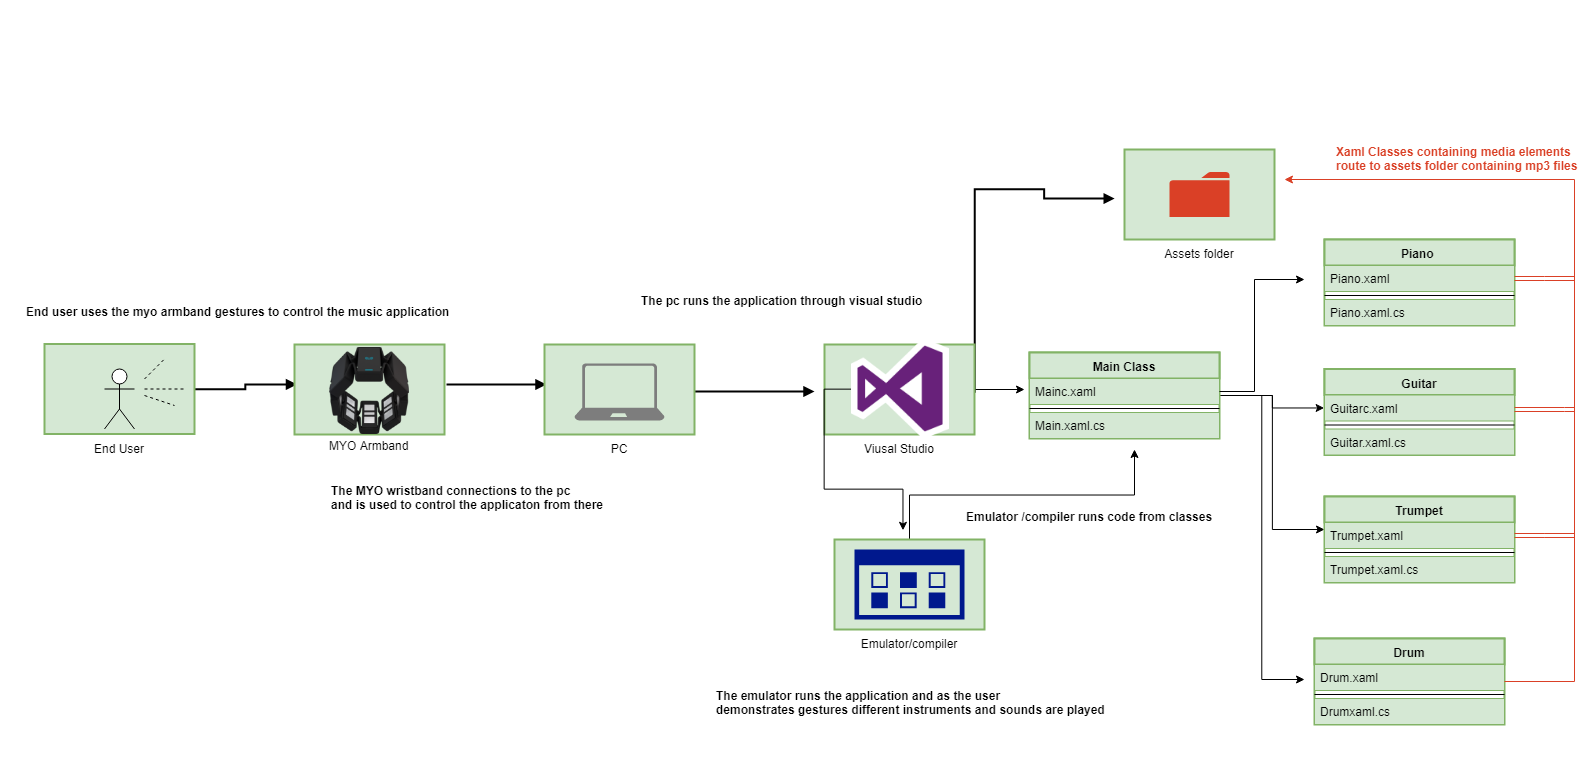 Xaml Classes containing media elements
route to assets folder containing mp3 files
Assets folder
Piano
Piano.xaml
Piano.xaml.cs
The pc runs the application through visual studio
End user uses the myo armband gestures to control the music application
Main Class
Mainc.xaml
Main.xaml.cs
Guitar
Guitarc.xaml
Guitar.xaml.cs
End User
MYO Armband
PC
Viusal Studio
The MYO wristband connections to the pc
and is used to control the applicaton from there
Emulator /compiler runs code from classes
Trumpet
Trumpet.xaml
Trumpet.xaml.cs
Emulator/compiler
Drum
Drum.xaml
Drumxaml.cs
The emulator runs the application and as the user
demonstrates gestures different instruments and sounds are played